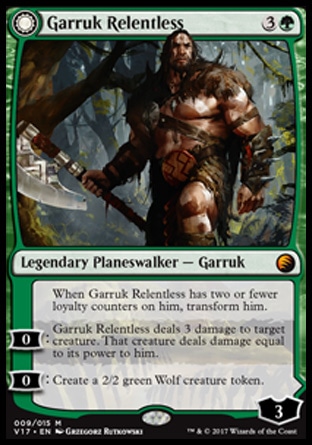 Garruk Relentless 3
Legendary Planeswalker — Garruk
When Garruk Relentless has two or fewer
loyalty counters on him, transform him.
0 : Garruk Relentless deals 3 damage to target
creature. That creature deals damage equal
to its power to him.
0 : Create a 2/2 green Wolf creature token.
3
009/015 M
V17 • EN Grzegorz Rutkowski
™ & © 2017 Wizards of the Coast